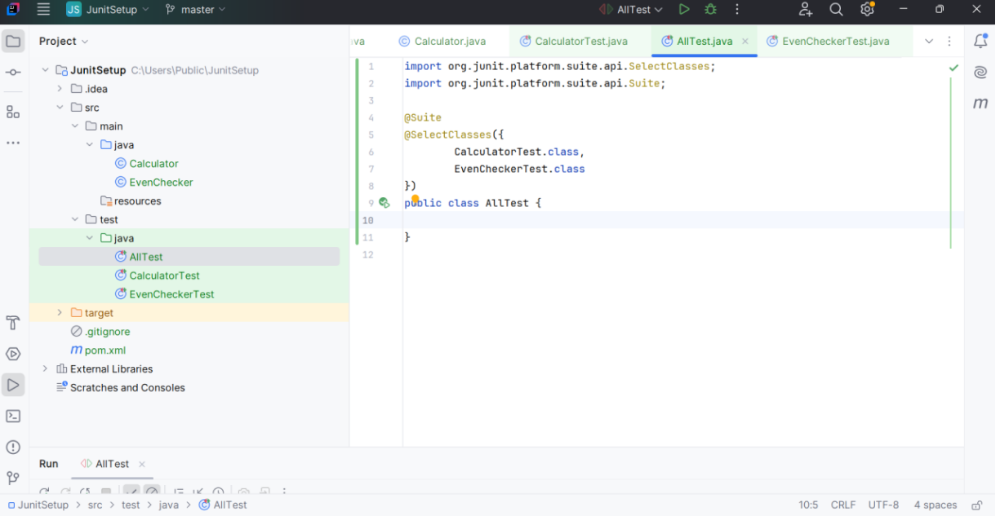 JS JunitSetup master AllTest
Project
JunitSetup C:\Users\Public\JunitSetup
.idea
src
main
java
Calculator
EvenChecker
resources
test
java
AllTest
CalculatorTest
EvenCheckerTest
target
.gitignore
m pom.xml
External Libraries
Scratches and Consoles
va Calculator.java CalculatorTest.java AllTest.java EvenCheckerTest.java
1 import org.junit.platform.suite.api.SelectClasses;
2 import org.junit.platform.suite.api.Suite;
3
4 @Suite
5 @SelectClasses({
6 CalculatorTest.class,
7 EvenCheckerTest.class
8 })
9 public class AllTest {
10
11 }
12
m
Run AllTest
JunitSetup > src > test > java > AllTest 10:5 CRLF UTF-8 4 spaces